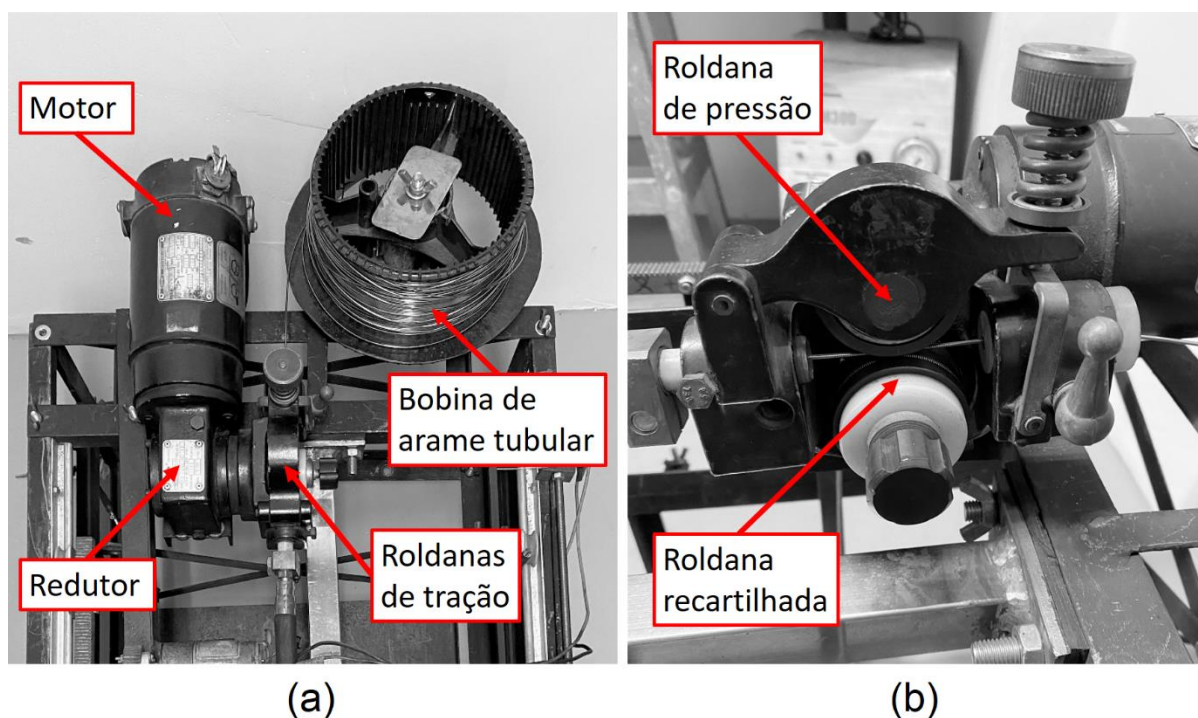 Motor
Bobina de
arame tubular
Redutor
Roldanas
de tração
(a)
Roldana
de pressão
Roldana
recartilhada
(b)